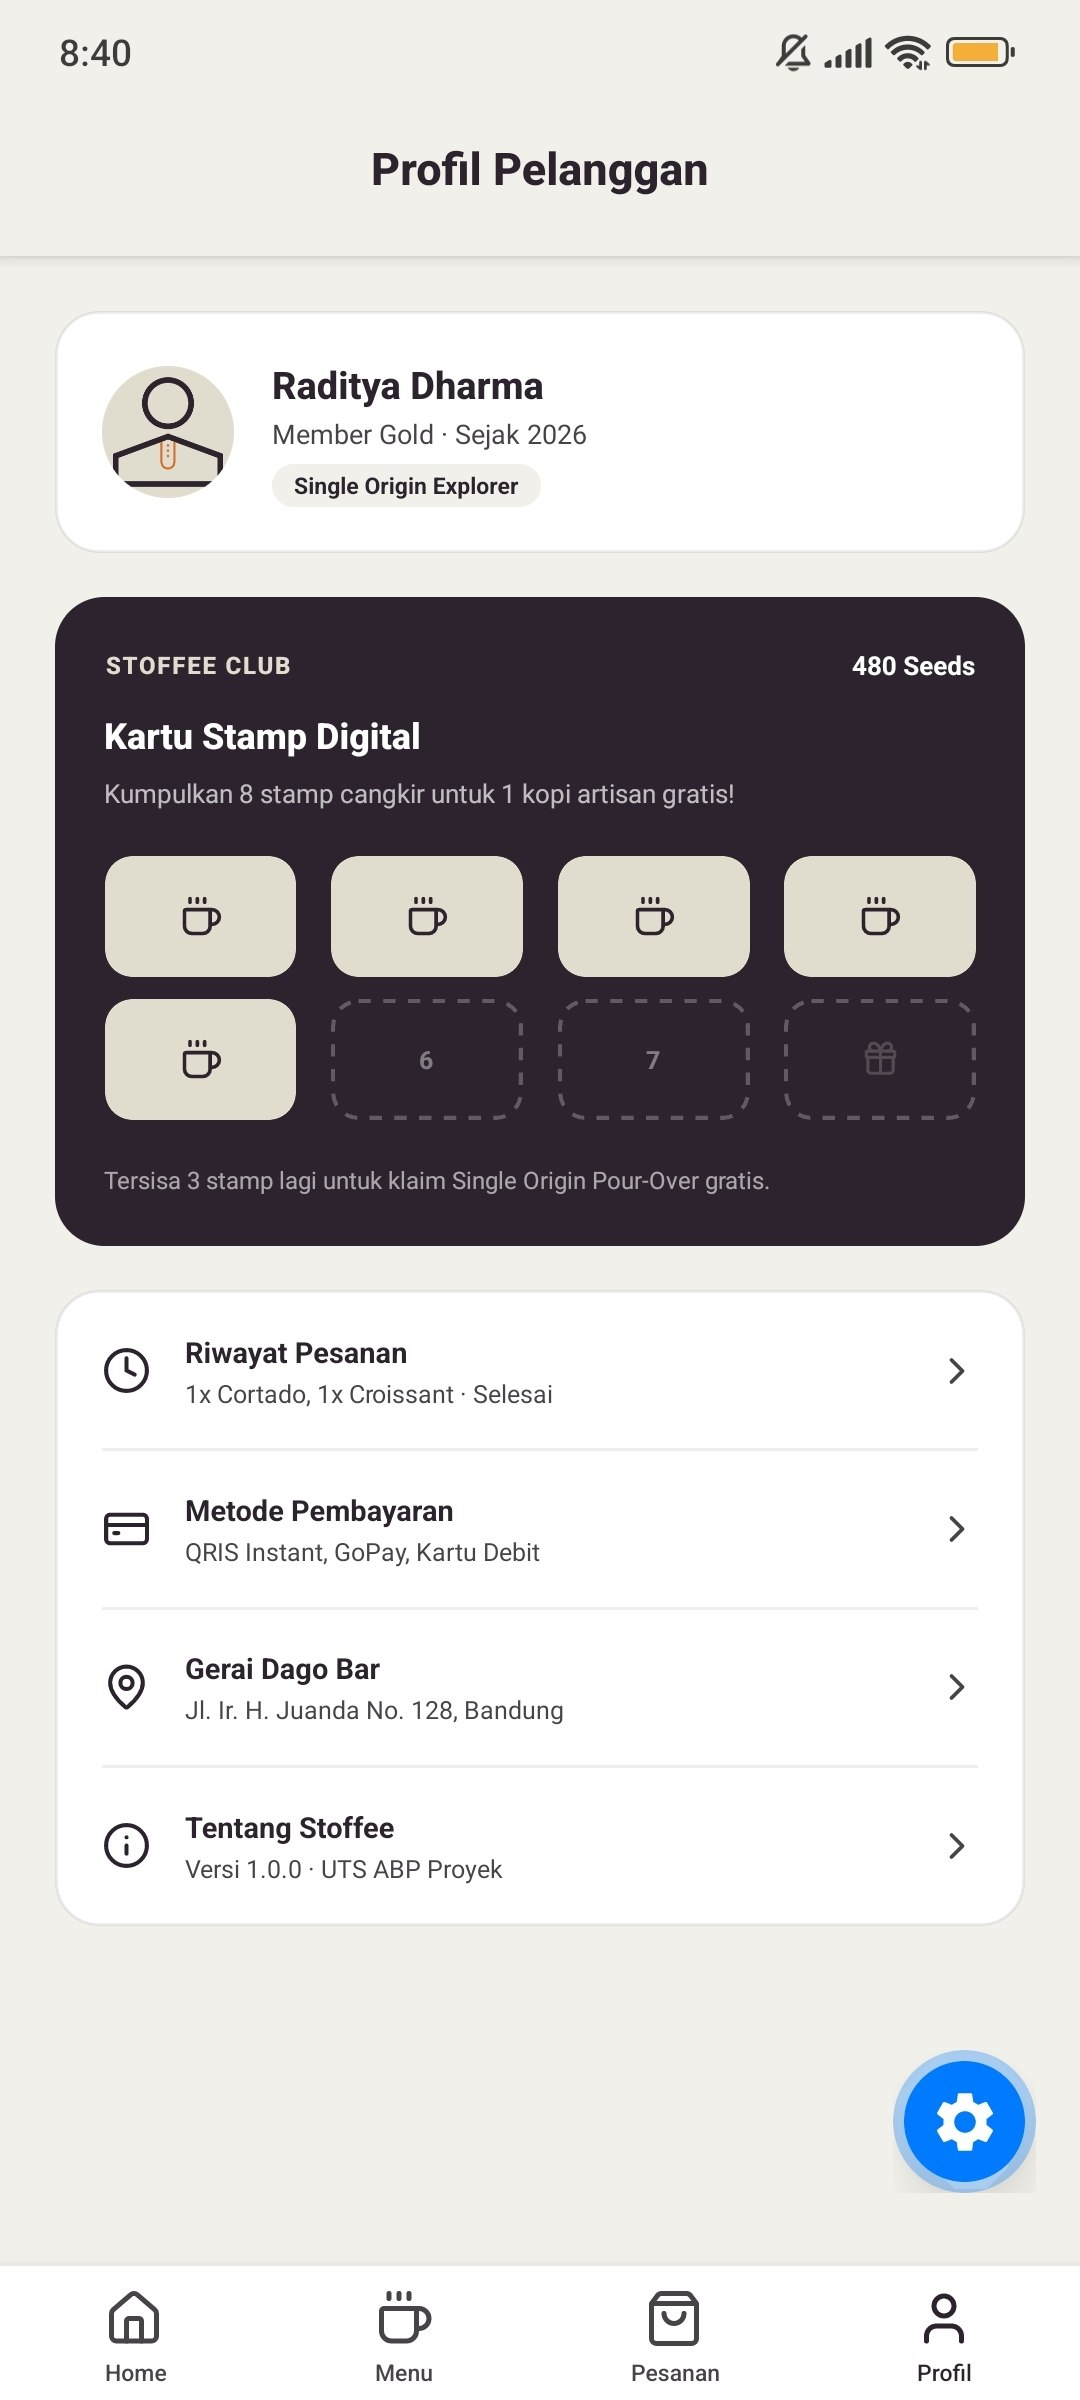 8:40
Profil Pelanggan
Raditya Dharma
Member Gold · Sejak 2026
Single Origin Explorer
STOFFEE CLUB
480 Seeds
Kartu Stamp Digital
Kumpulkan 8 stamp cangkir untuk 1 kopi artisan gratis!
6
7
Tersisa 3 stamp lagi untuk klaim Single Origin Pour-Over gratis.
Riwayat Pesanan
1x Cortado, 1x Croissant · Selesai
Metode Pembayaran
QRIS Instant, GoPay, Kartu Debit
Gerai Dago Bar
Jl. Ir. H. Juanda No. 128, Bandung
Tentang Stoffee
Versi 1.0.0 · UTS ABP Proyek
Home
Menu
Pesanan
Profil